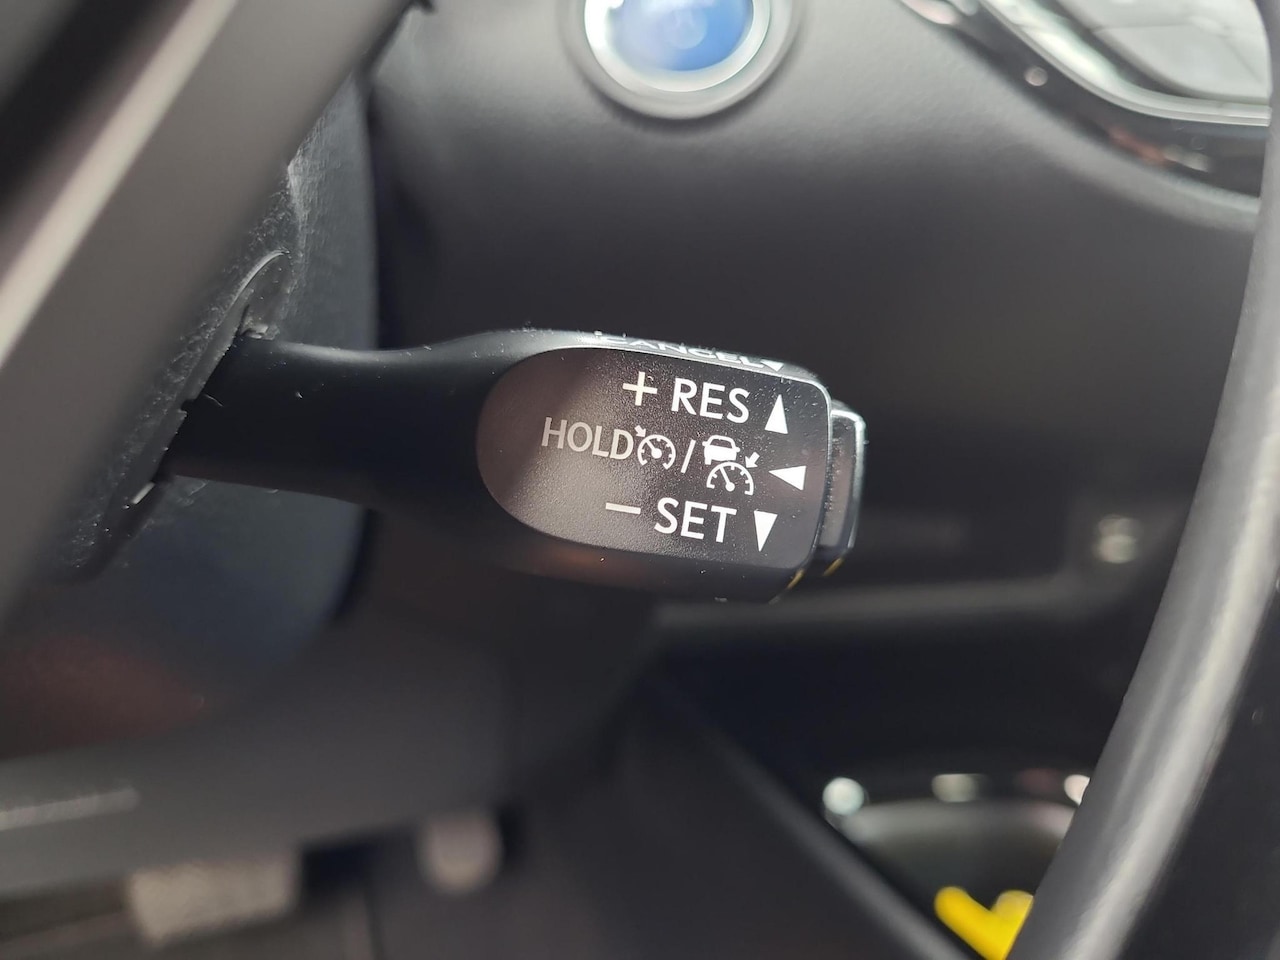 CANCEL
+ RES
HOLD /
– SET